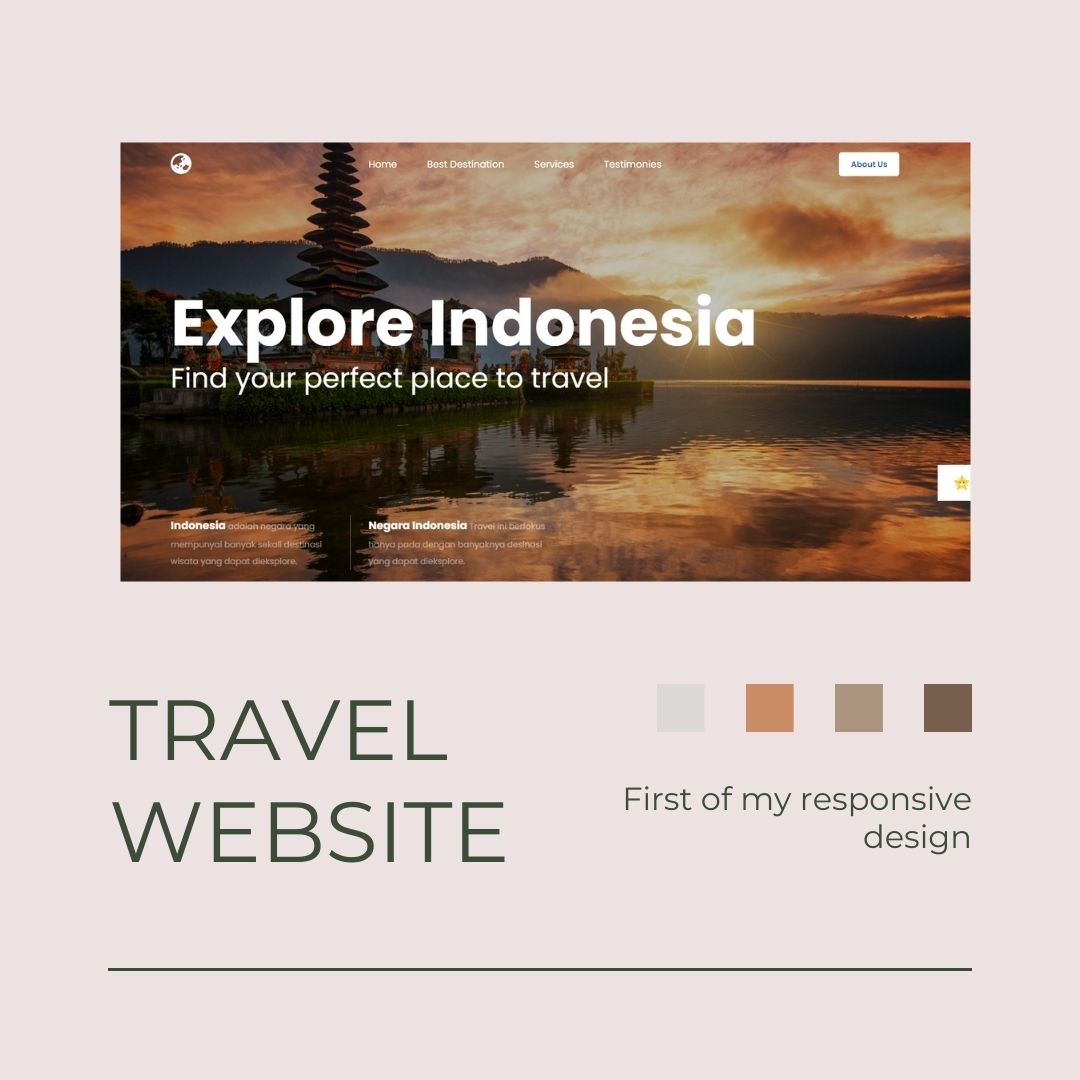 Home Best Destination Services Testimonies About Us
Explore Indonesia
Find your perfect place to travel
Indonesia adalah negara yang
mempunyai banyak sekali destinasi
wisata yang dapat dieksplore.
Negara Indonesia Travel ini berfokus
hanya pada dengan banyaknya desinasi
yang dapat dieksplore.
TRAVEL
WEBSITE
First of my responsive
design